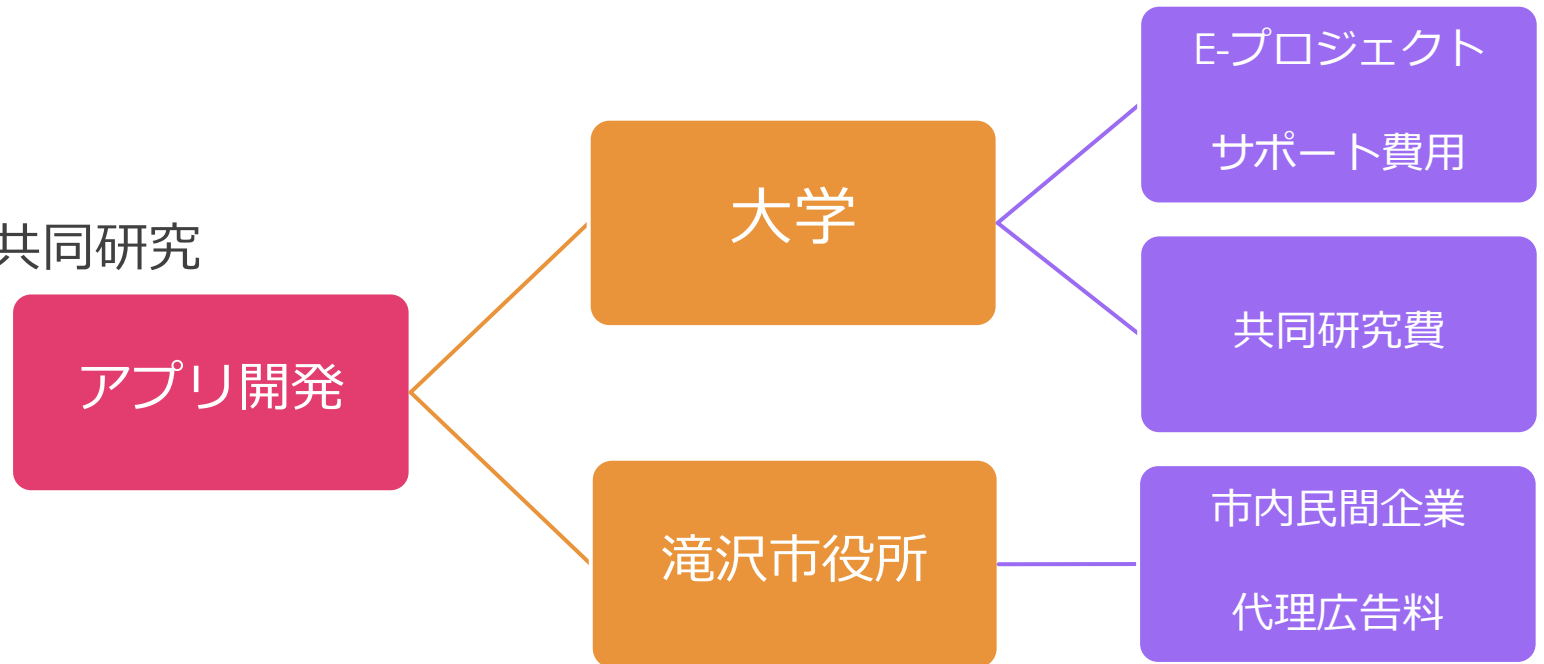 共同研究
アプリ開発
大学
滝沢市役所
E-プロジェクト
サポート費用
共同研究費
市内民間企業
代理広告料